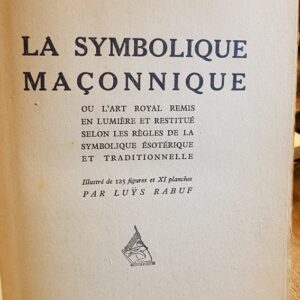 LA SYMBOLIQUE
MAÇONNIQUE
OU L'ART ROYAL REMIS
EN LUMIÈRE ET RESTITUÉ
SELON LES RÈGLES DE LA
SYMBOLIQUE ÉSOTÉRIQUE
ET TRADITIONNELLE
Illustré de 125 figures et XI planches
PAR LUŸS RABUF